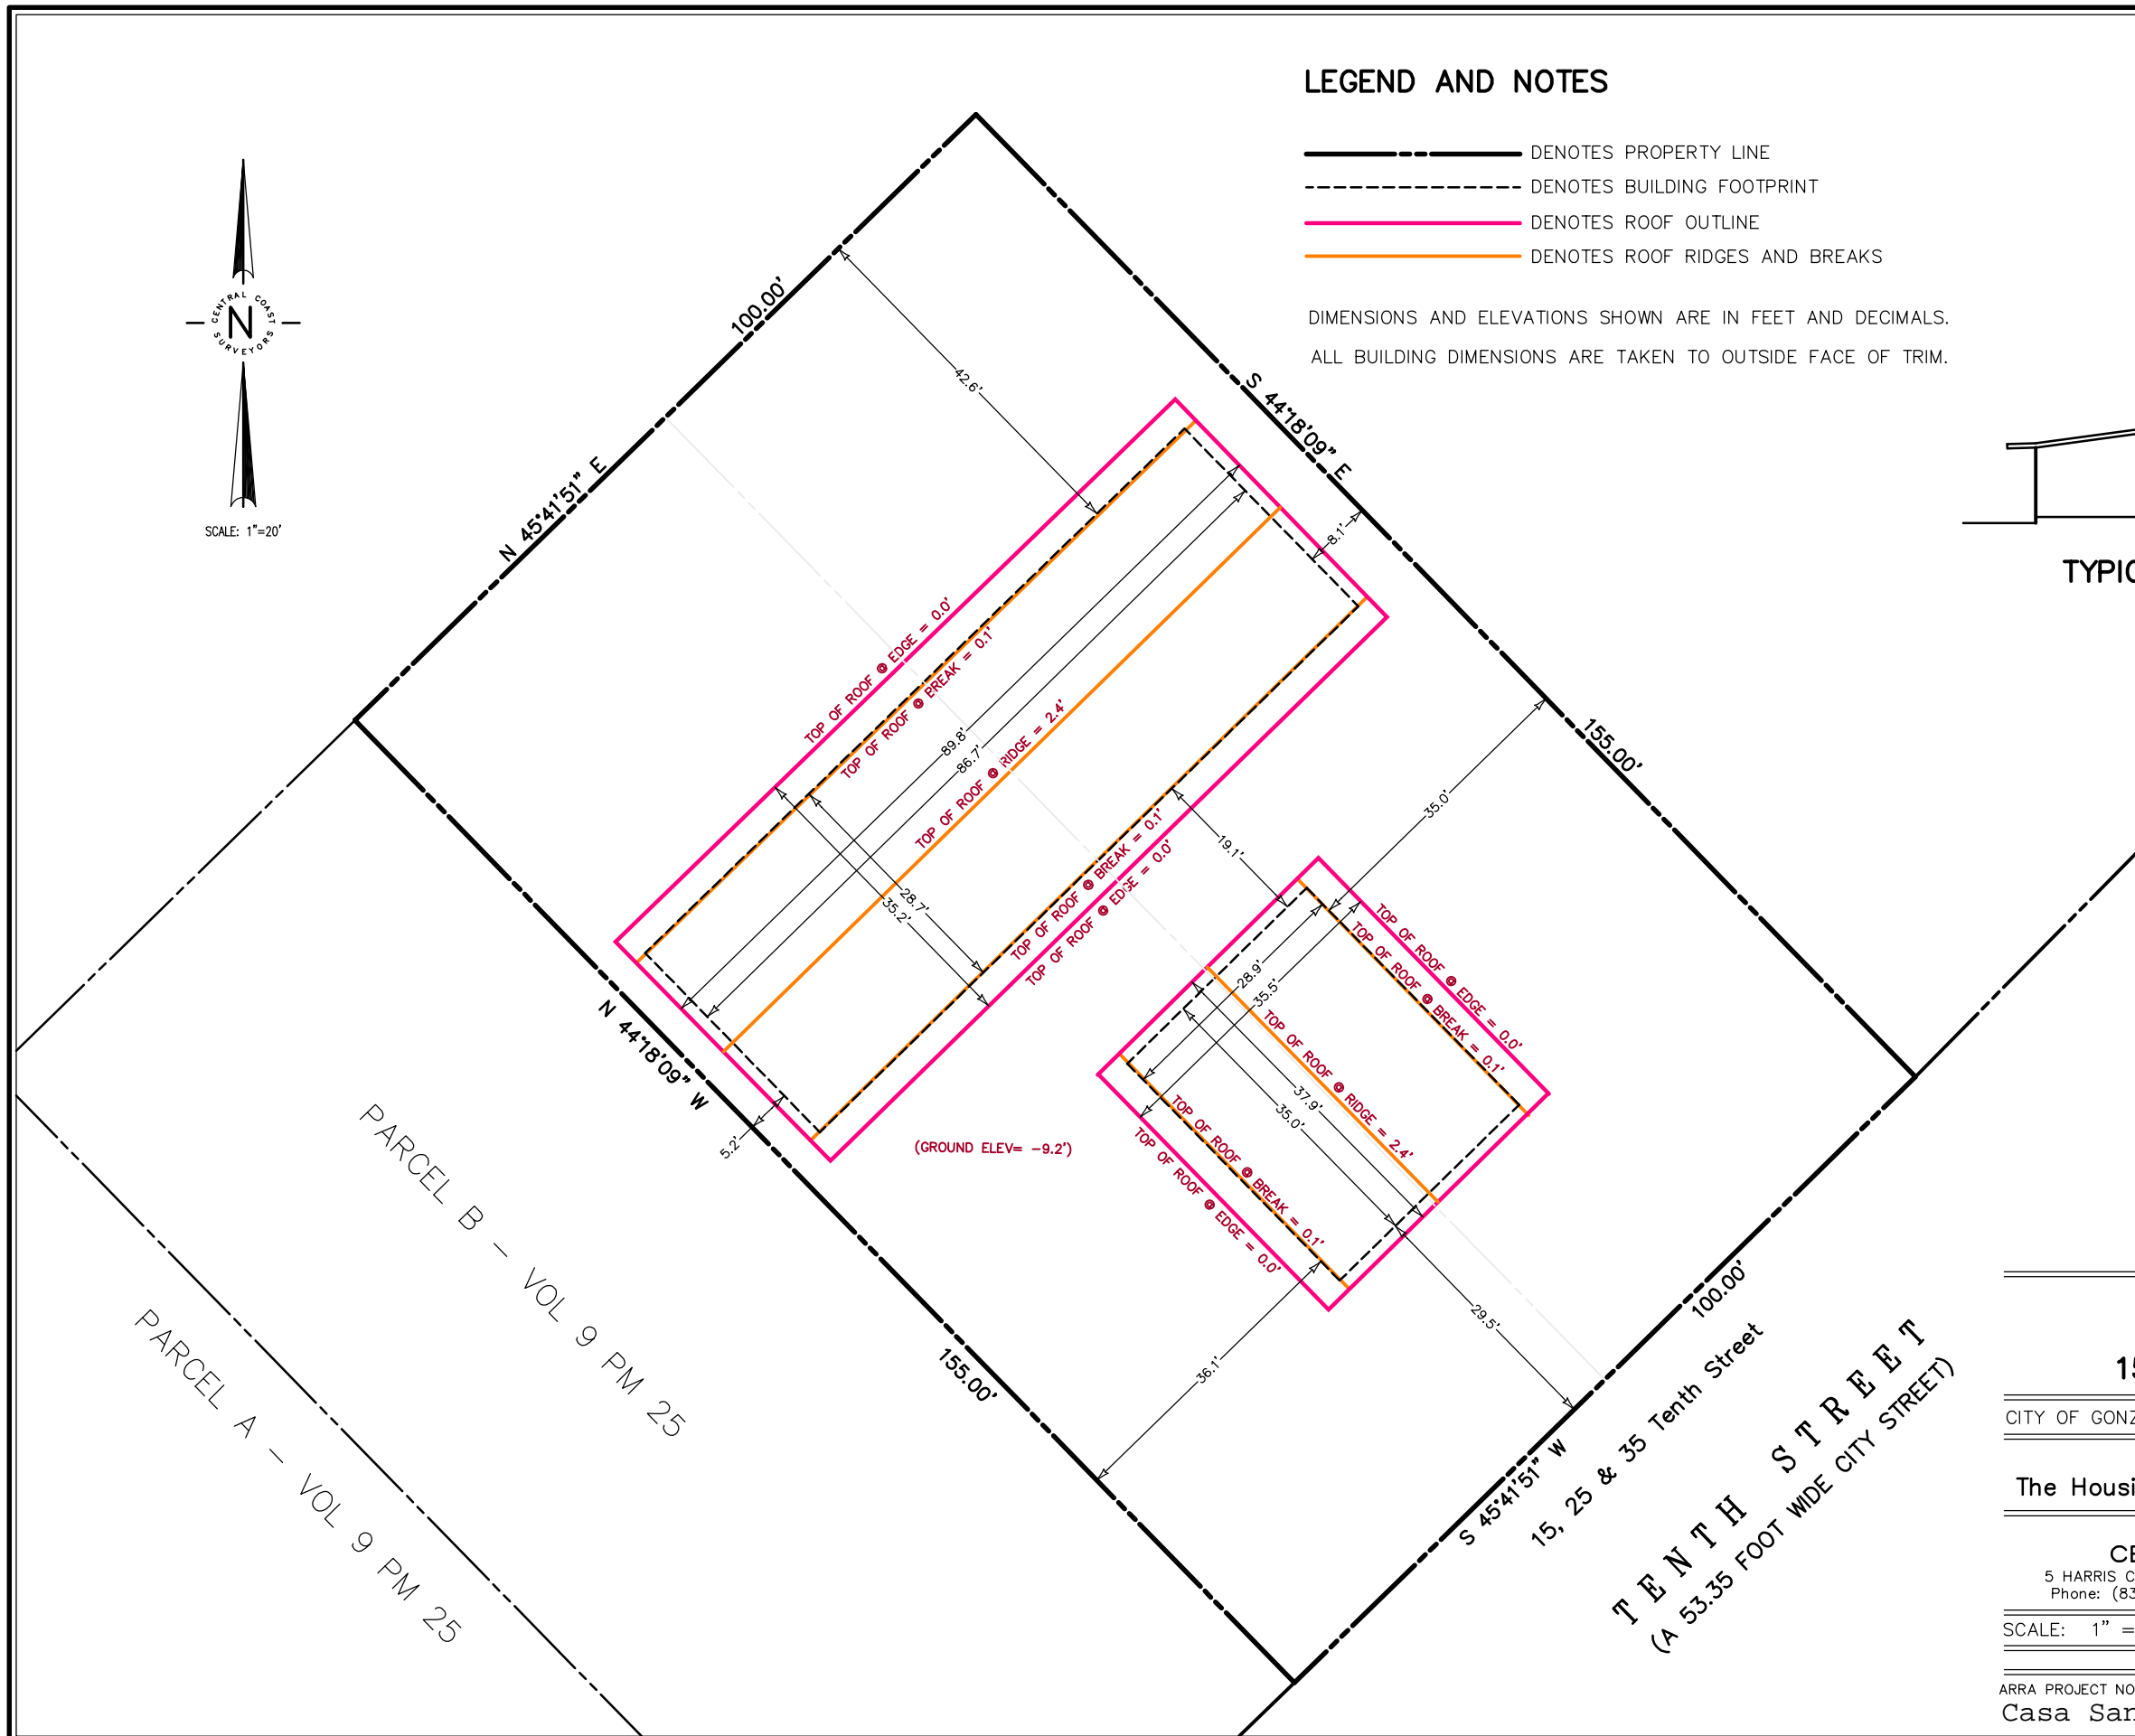 LEGEND AND NOTES
DENOTES PROPERTY LINE
DENOTES BUILDING FOOTPRINT
DENOTES ROOF OUTLINE
DENOTES ROOF RIDGES AND BREAKS
DIMENSIONS AND ELEVATIONS SHOWN ARE IN FEET AND DECIMALS.
ALL BUILDING DIMENSIONS ARE TAKEN TO OUTSIDE FACE OF TRIM.
CENTRAL COAST
N
SURVEYORS
SCALE: 1"=20'
100.00'
N 45°41'51" E
S 44°18'09" E
155.00'
42.6'
8.1'
TOP OF ROOF @ EDGE = 0.0'
TOP OF ROOF @ BREAK = 0.1'
89.8'
86.7'
TOP OF ROOF @ RIDGE = 2.4'
28.7'
35.2'
TOP OF ROOF @ BREAK = 0.1'
TOP OF ROOF @ EDGE = 0.0'
19.1'
35.0'
28.9'
35.5'
TOP OF ROOF @ EDGE = 0.0'
TOP OF ROOF @ BREAK = 0.1'
TOP OF ROOF @ RIDGE = 2.4'
37.9'
35.0'
TOP OF ROOF @ BREAK = 0.1'
TOP OF ROOF @ EDGE = 0.0'
(GROUND ELEV= -9.2')
5.2'
N 44°18'09" W
155.00'
36.1'
29.5'
100.00'
S 45°41'51" W
15, 25 & 35 Tenth Street
TENTH STREET
(A 53.35 FOOT WIDE CITY STREET)
PARCEL B - VOL 9 PM 25
PARCEL A - VOL 9 PM 25
TYPIC
15
CITY OF GONZ
The Housi
CE
5 HARRIS C
Phone: (83
SCALE: 1" =
ARRA PROJECT NO
Casa San